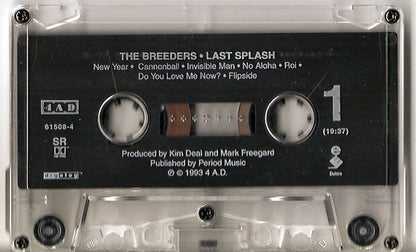 THE BREEDERS • LAST SPLASH
New Year • Cannonball • Invisible Man • No Aloha • Roi •
Do You Love Me Now? • Flipside
4AD
61508-4
SR
1
(19:37)
e
Elektra
Produced by Kim Deal and Mark Freegard
Published by Period Music
℗ © 1993 4 A.D.
digalog